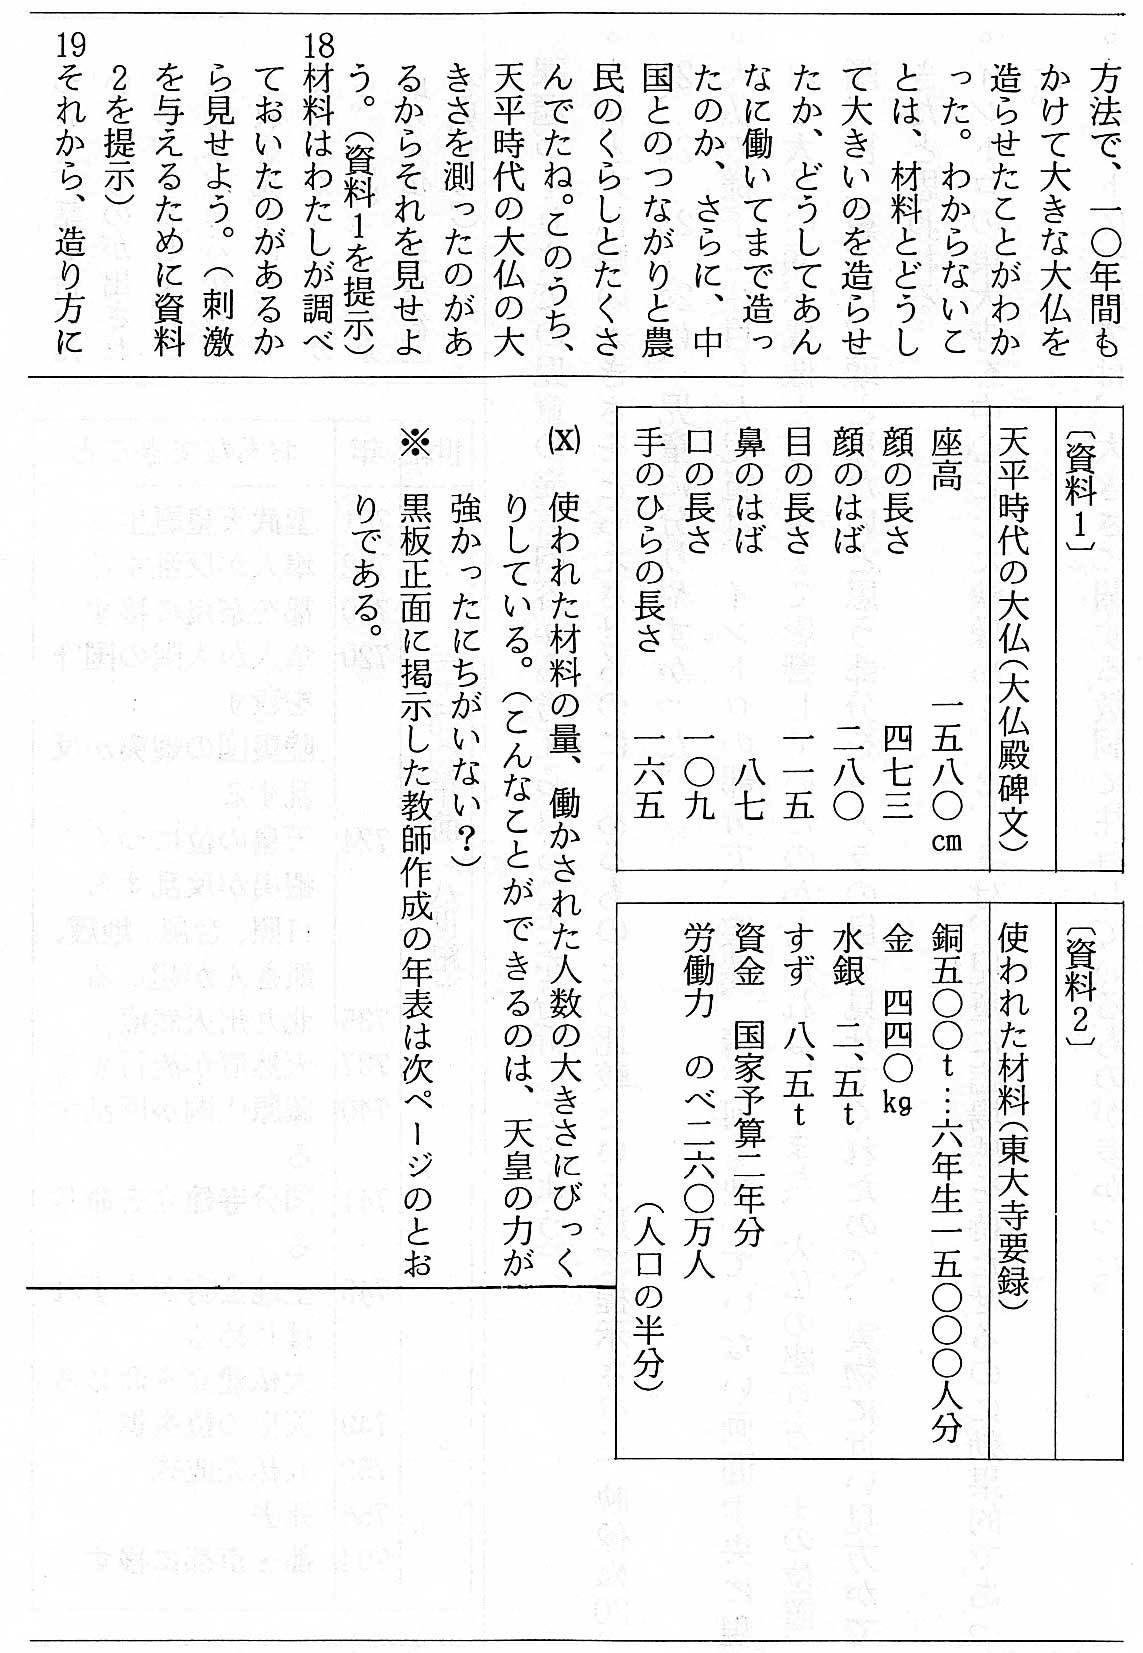 方法で、一〇年間も
かけて大きな大仏を
造らせたことがわか
った。わからないこ
とは、材料とどうし
て大きいのを造らせ
たか、どうしてあん
なに働いてまで造っ
たのか、さらに、中
国とのつながりと農
民のくらしとたくさ
んでたね。このうち、
天平時代の大仏の大
きさを測ったのがあ
るからそれを見せよ
う。（資料1を提示）
18 材料はわたしが調べ
ておいたのがあるか
ら見せよう。（刺激
を与えるために資料
2を提示）
19 それから、造り方に
〔資料1〕
天平時代の大仏（大仏殿碑文）
座高 一五八〇cm
顔の長さ 四七三
顔のはば 二八〇
目の長さ 一一五
鼻のはば 八七
口の長さ 一〇九
手のひらの長さ 一六五
〔資料2〕
使われた材料（東大寺要録）
銅五〇〇t…六年生一五〇〇〇人分
金 四四〇kg
水銀 二、五t
すず 八、五t
資金 国家予算二年分
労働力 のべ二六〇万人
（人口の半分）
(x) 使われた材料の量、働かされた人数の大きさにびっく
りしている。（こんなことができるのは、天皇の力が
強かったにちがいない？）
※ 黒板正面に掲示した教師作成の年表は次ページのとお
りである。